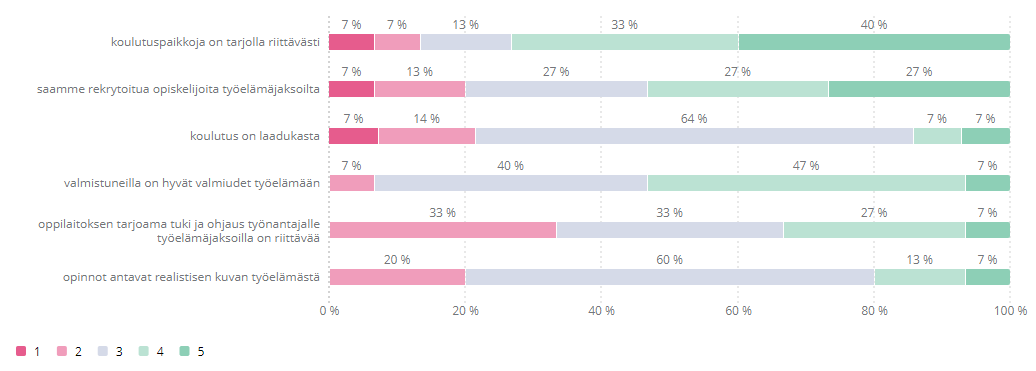 7 % 7 % 13 % 33 % 40 %
koulutuspaikkoja on tarjolla riittävästi
7 % 13 % 27 % 27 % 27 %
saamme rekrytoitua opiskelijoita työelämäjaksoilta
7 % 14 % 64 % 7 % 7 %
koulutus on laadukasta
7 % 40 % 47 % 7 %
valmistuneilla on hyvät valmiudet työelämään
33 % 33 % 27 % 7 %
oppilaitoksen tarjoama tuki ja ohjaus työnantajalle
työelämäjaksoilla on riittävää
20 % 60 % 13 % 7 %
opinnot antavat realistisen kuvan työelämästä
0 % 20 % 40 % 60 % 80 % 100 %
1 2 3 4 5